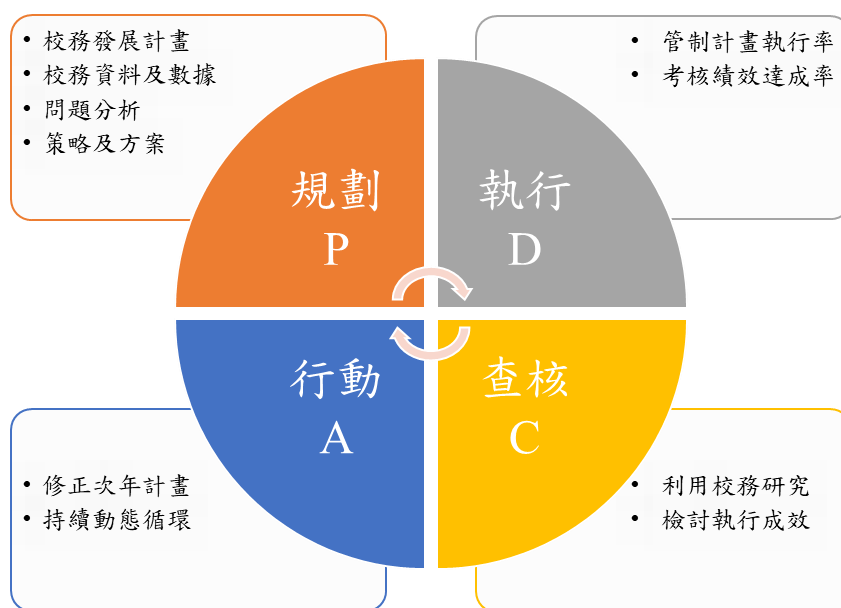 • 校務發展計畫
• 校務資料及數據
• 問題分析
• 策略及方案
• 管制計畫執行率
• 考核績效達成率
規劃
P
執行
D
行動
A
查核
C
• 修正次年計畫
• 持續動態循環
• 利用校務研究
• 檢討執行成效